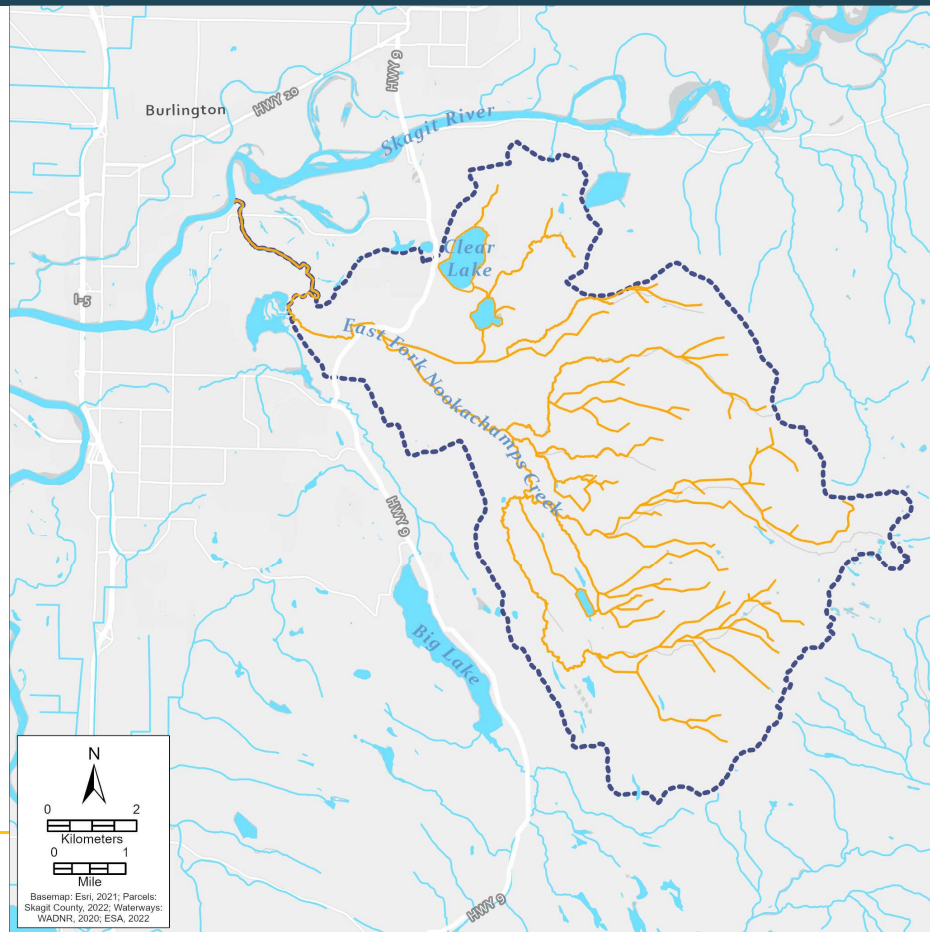 HWY 9
Burlington
HWY 20
Skagit River
Clear
Lake
I-5
East Fork Nookachamps Creek
HWY 9
Big Lake
N
0 2
Kilometers
0 1
Mile
Basemap: Esri, 2021; Parcels:
Skagit County, 2022; Waterways:
WADNR, 2020; ESA, 2022
HWY 9